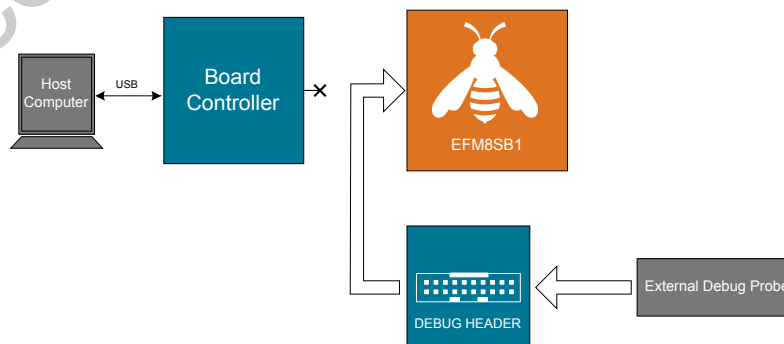 Host
Computer
USB
Board
Controller
EFM8SB1
DEBUG HEADER
External Debug Probe